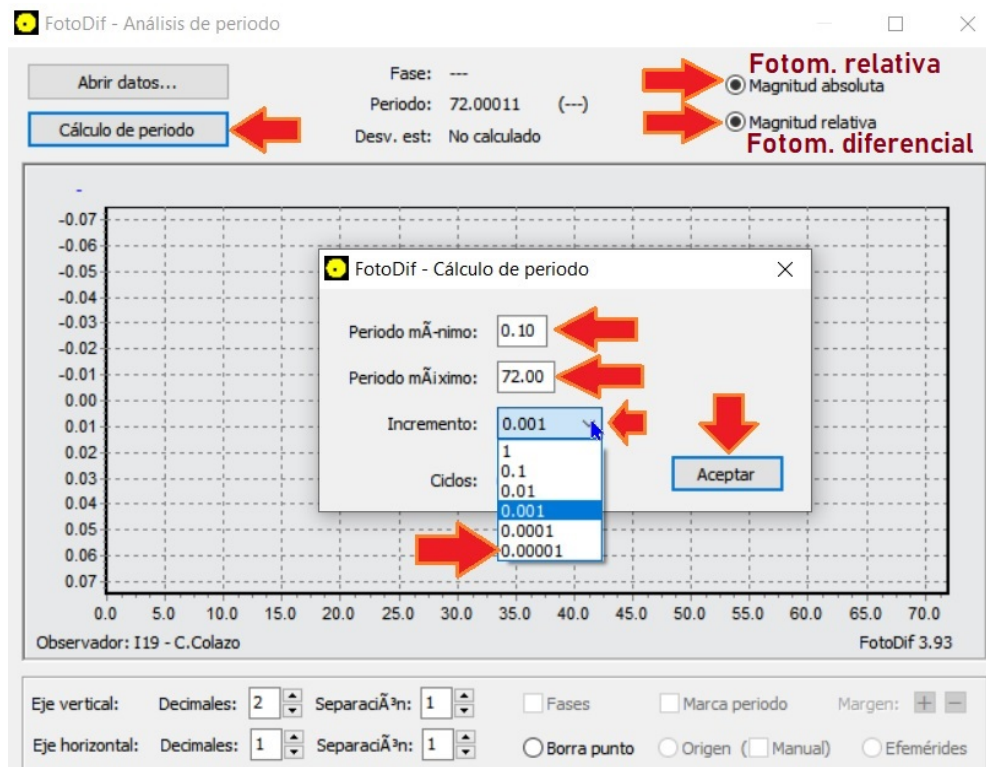 FotoDif - Análisis de periodo
Abrir datos...
Cálculo de periodo
Fase: ---
Periodo: 72.00011 (---)
Desv. est: No calculado
Fotom. relativa
Magnitud absoluta
Magnitud relativa
Fotom. diferencial
-
-0.07
-0.06
-0.05
-0.04
-0.03
-0.02
-0.01
0.00
0.01
0.02
0.03
0.04
0.05
0.06
0.07
0.0 5.0 10.0 15.0 20.0 25.0 30.0 35.0 40.0 45.0 50.0 55.0 60.0 65.0 70.0
Observador: I19 - C.Colazo
FotoDif 3.93
FotoDif - Cálculo de periodo
Periodo mÃ-nimo: 0.10
Periodo mÃ¡ximo: 72.00
Incremento: 0.001
1
0.1
0.01
0.001
0.0001
0.00001
Ciclos:
Aceptar
Eje vertical: Decimales: 2 SeparaciÃ³n: 1 Fases Marca periodo Margen: + -
Eje horizontal: Decimales: 1 SeparaciÃ³n: 1 Borra punto Origen ( Manual) Efemérides